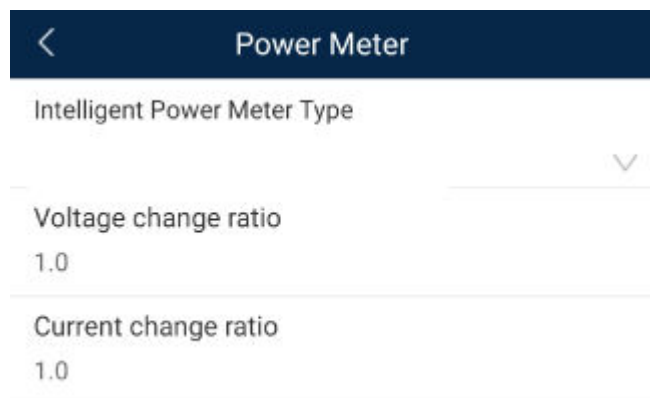 Power Meter
Intelligent Power Meter Type
Voltage change ratio
1.0
Current change ratio
1.0